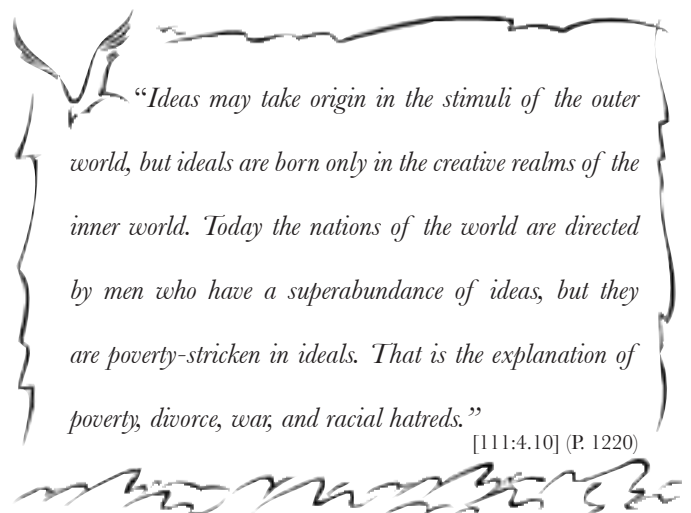 “Ideas may take origin in the stimuli of the outer
world, but ideals are born only in the creative realms of the
inner world. Today the nations of the world are directed
by men who have a superabundance of ideas, but they
are poverty-stricken in ideals. That is the explanation of
poverty, divorce, war, and racial hatreds.”
[111:4.10] (P. 1220)